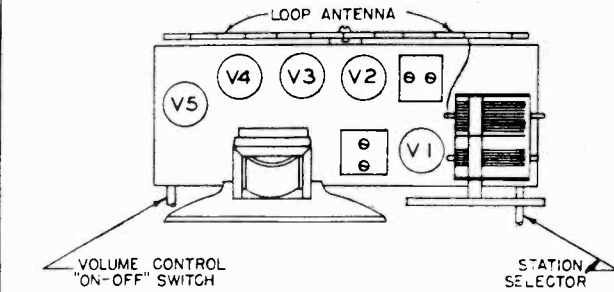 LOOP ANTENNA
V4 V3 V2
V5
V1
VOLUME CONTROL
"ON-OFF" SWITCH
STATION
SELECTOR